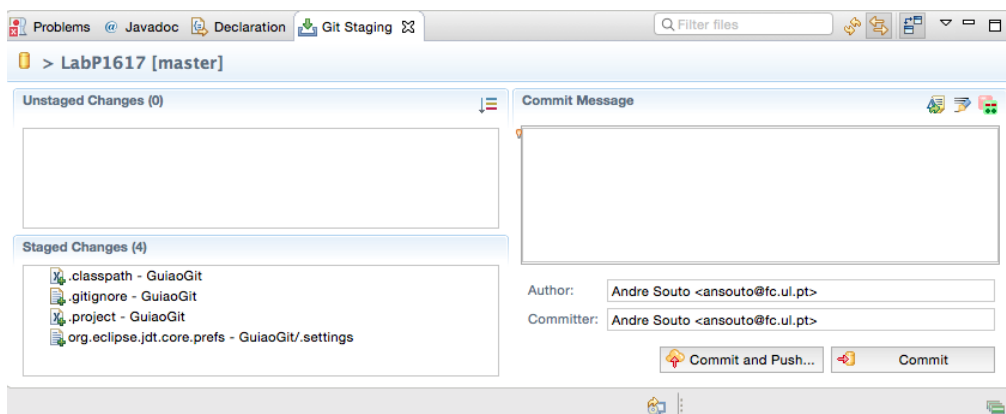 Problems @ Javadoc Declaration Git Staging Filter files
> LabP1617 [master]
Unstaged Changes (0)
Commit Message
Staged Changes (4)
.classpath - GuiaoGit
.gitignore - GuiaoGit
.project - GuiaoGit
org.eclipse.jdt.core.prefs - GuiaoGit/.settings
Author: Andre Souto <ansouto@fc.ul.pt>
Committer: Andre Souto <ansouto@fc.ul.pt>
Commit and Push... Commit